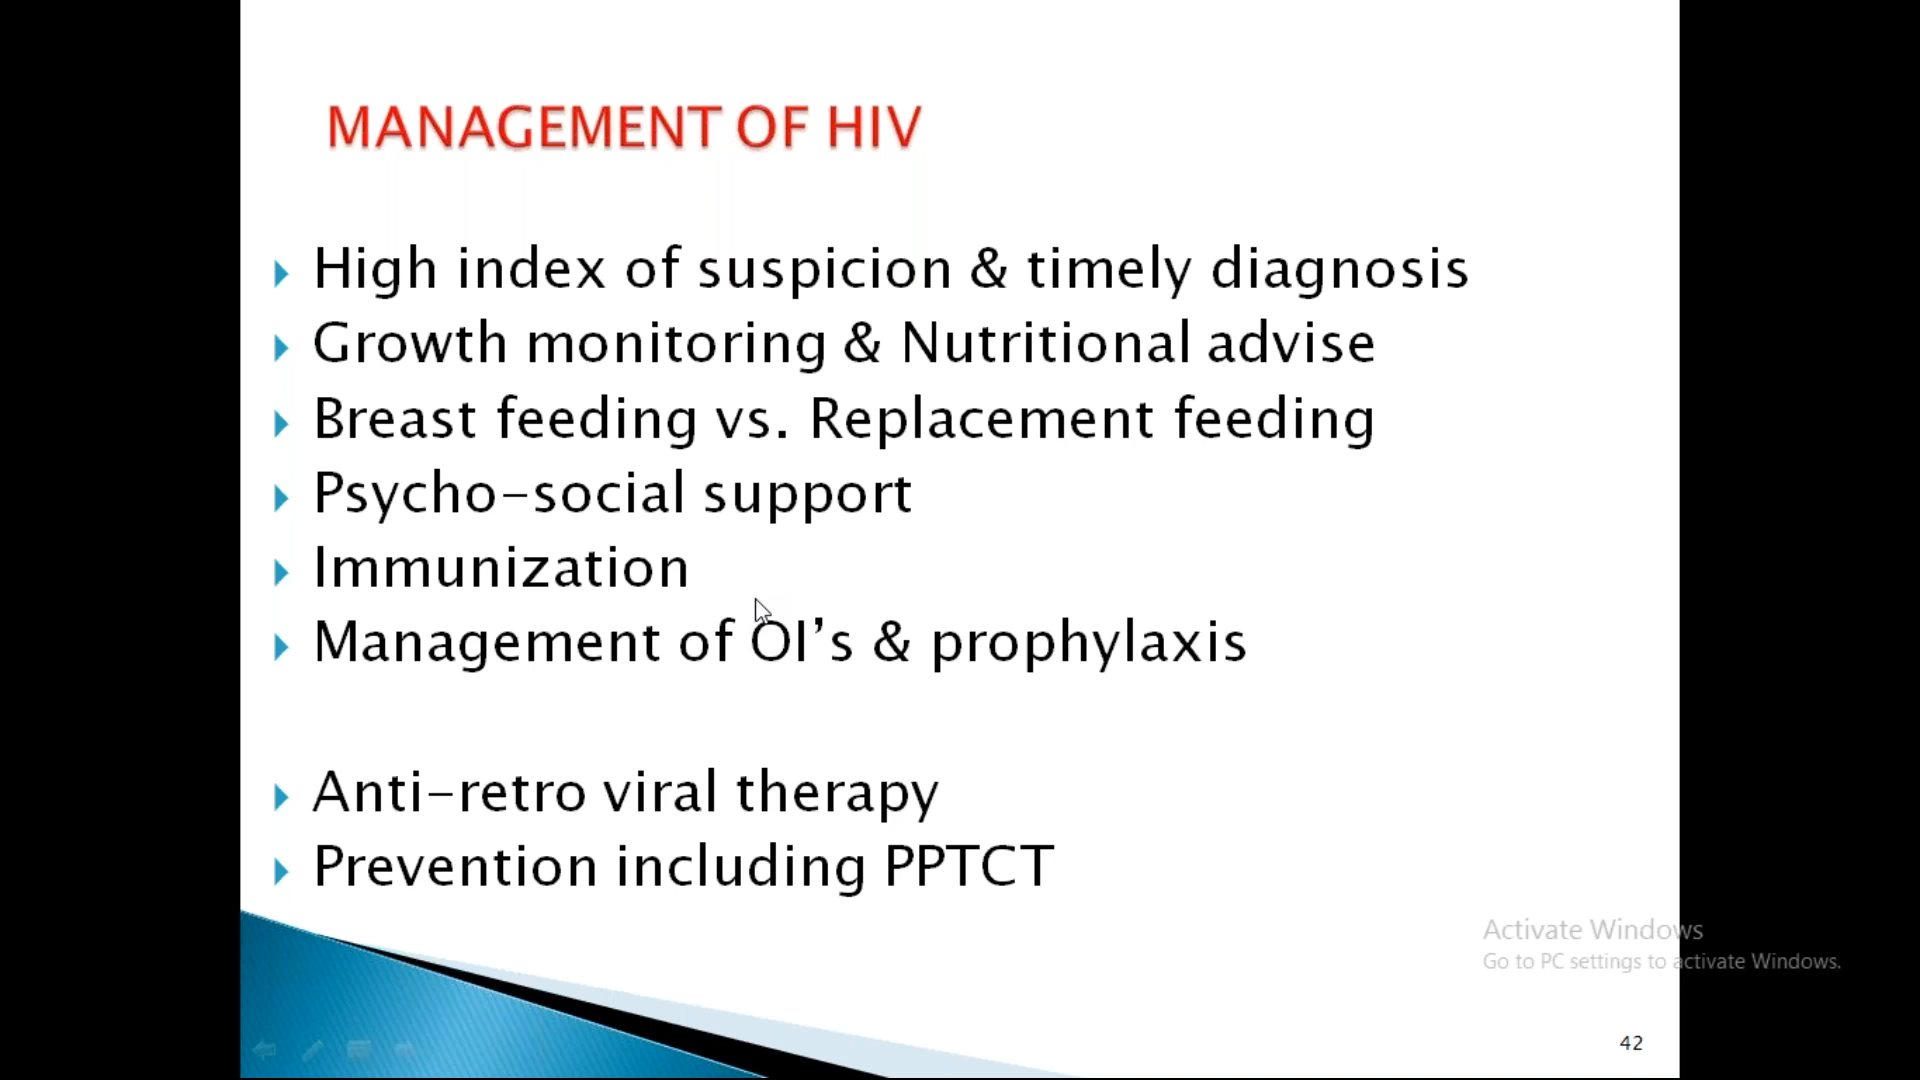 MANAGEMENT OF HIV
High index of suspicion & timely diagnosis
Growth monitoring & Nutritional advise
Breast feeding vs. Replacement feeding
Psycho-social support
Immunization
Management of OI’s & prophylaxis
Anti-retro viral therapy
Prevention including PPTCT
Activate Windows
Go to PC settings to activate Windows.
42